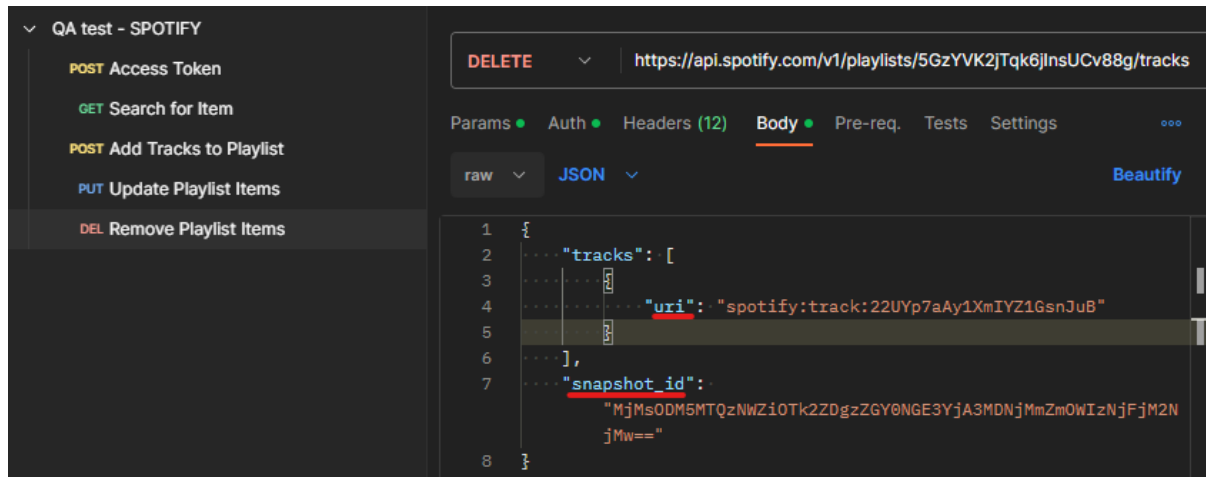 QA test - SPOTIFY
POST Access Token
GET Search for Item
POST Add Tracks to Playlist
PUT Update Playlist Items
DEL Remove Playlist Items
DELETE https://api.spotify.com/v1/playlists/5GzYVK2jTqk6jInsUCv88g/tracks
Params Auth Headers (12) Body Pre-req. Tests Settings
raw JSON Beautify
1 {
2 "tracks": [
3 {
4 "uri": "spotify:track:22UYp7aAy1XmIYZ1GsnJuB"
5 }
6 ],
7 "snapshot_id":
"MjMsODM5MTQzNWZiOTk2ZDgzZGY0NGE3YjA3MDNjMmZmOWIzNjFjM2N
jMw=="
8 }